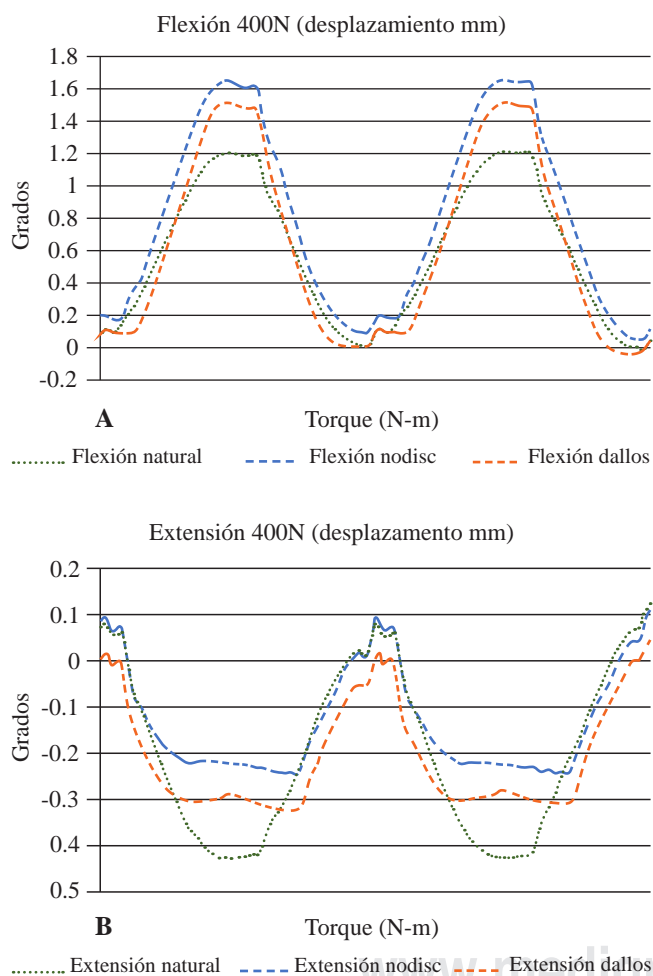 Flexión 400N (desplazamiento mm)
Grados
1.8
1.6
1.4
1.2
1.0
0.8
0.6
0.4
0.2
0
-0.2
A
Torque (N-m)
Flexión natural Flexión nodisc Flexión dallos
Extensión 400N (desplazamento mm)
Grados
0.2
0.1
0
-0.1
-0.2
-0.3
0.4
0.5
B
Torque (N-m)
Extensión natural Extensión nodisc Extensión dallos